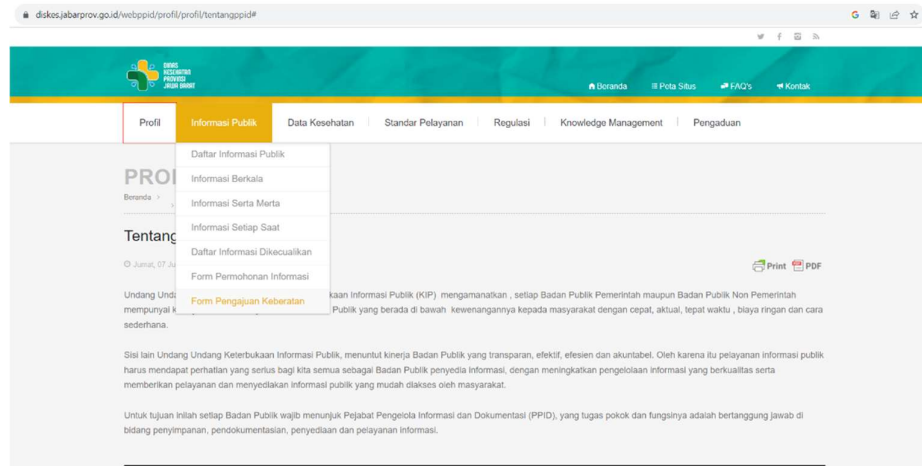 diskes.jabarprov.go.id/webppid/profil/profil/tentangppid#
DINAS
KESEHATAN
PROVINSI
JAWA BARAT
Beranda Peta Situs FAQ's Kontak
Profil Informasi Publik Data Kesehatan Standar Pelayanan Regulasi Knowledge Management Pengaduan
Daftar Informasi Publik
Informasi Berkala
Informasi Serta Merta
Informasi Setiap Saat
Daftar Informasi Dikecualikan
Form Permohonan Informasi
Form Pengajuan Keberatan
Beranda >
Tentang
Jumat, 07
Print PDF
Undang (KIP) mengamanatkan , setiap Badan Publik Pemerintah maupun Badan Publik Non Pemerintah
mempunyai Publik yang berada di bawah kewenangannya kepada masyarakat dengan cepat, aktual, tepat waktu , biaya ringan dan cara
sederhana.
Sisi lain Undang Undang Keterbukaan Informasi Publik, menuntut kinerja Badan Publik yang transparan, efektif, efesien dan akuntabel. Oleh karena itu pelayanan informasi publik
harus mendapat perhatian yang serius bagi kita semua sebagai Badan Publik penyedia Informasi, dengan meningkatkan pengelolaan informasi yang berkualitas serta
memberikan pelayanan dan menyediakan informasi publik yang mudah diakses oleh masyarakat.
Untuk tujuan inilah setiap Badan Publik wajib menunjuk Pejabat Pengelola Informasi dan Dokumentasi (PPID), yang tugas pokok dan fungsinya adalah bertanggung jawab di
bidang penyimpanan, pendokumentasian, penyediaan dan pelayanan informasi.